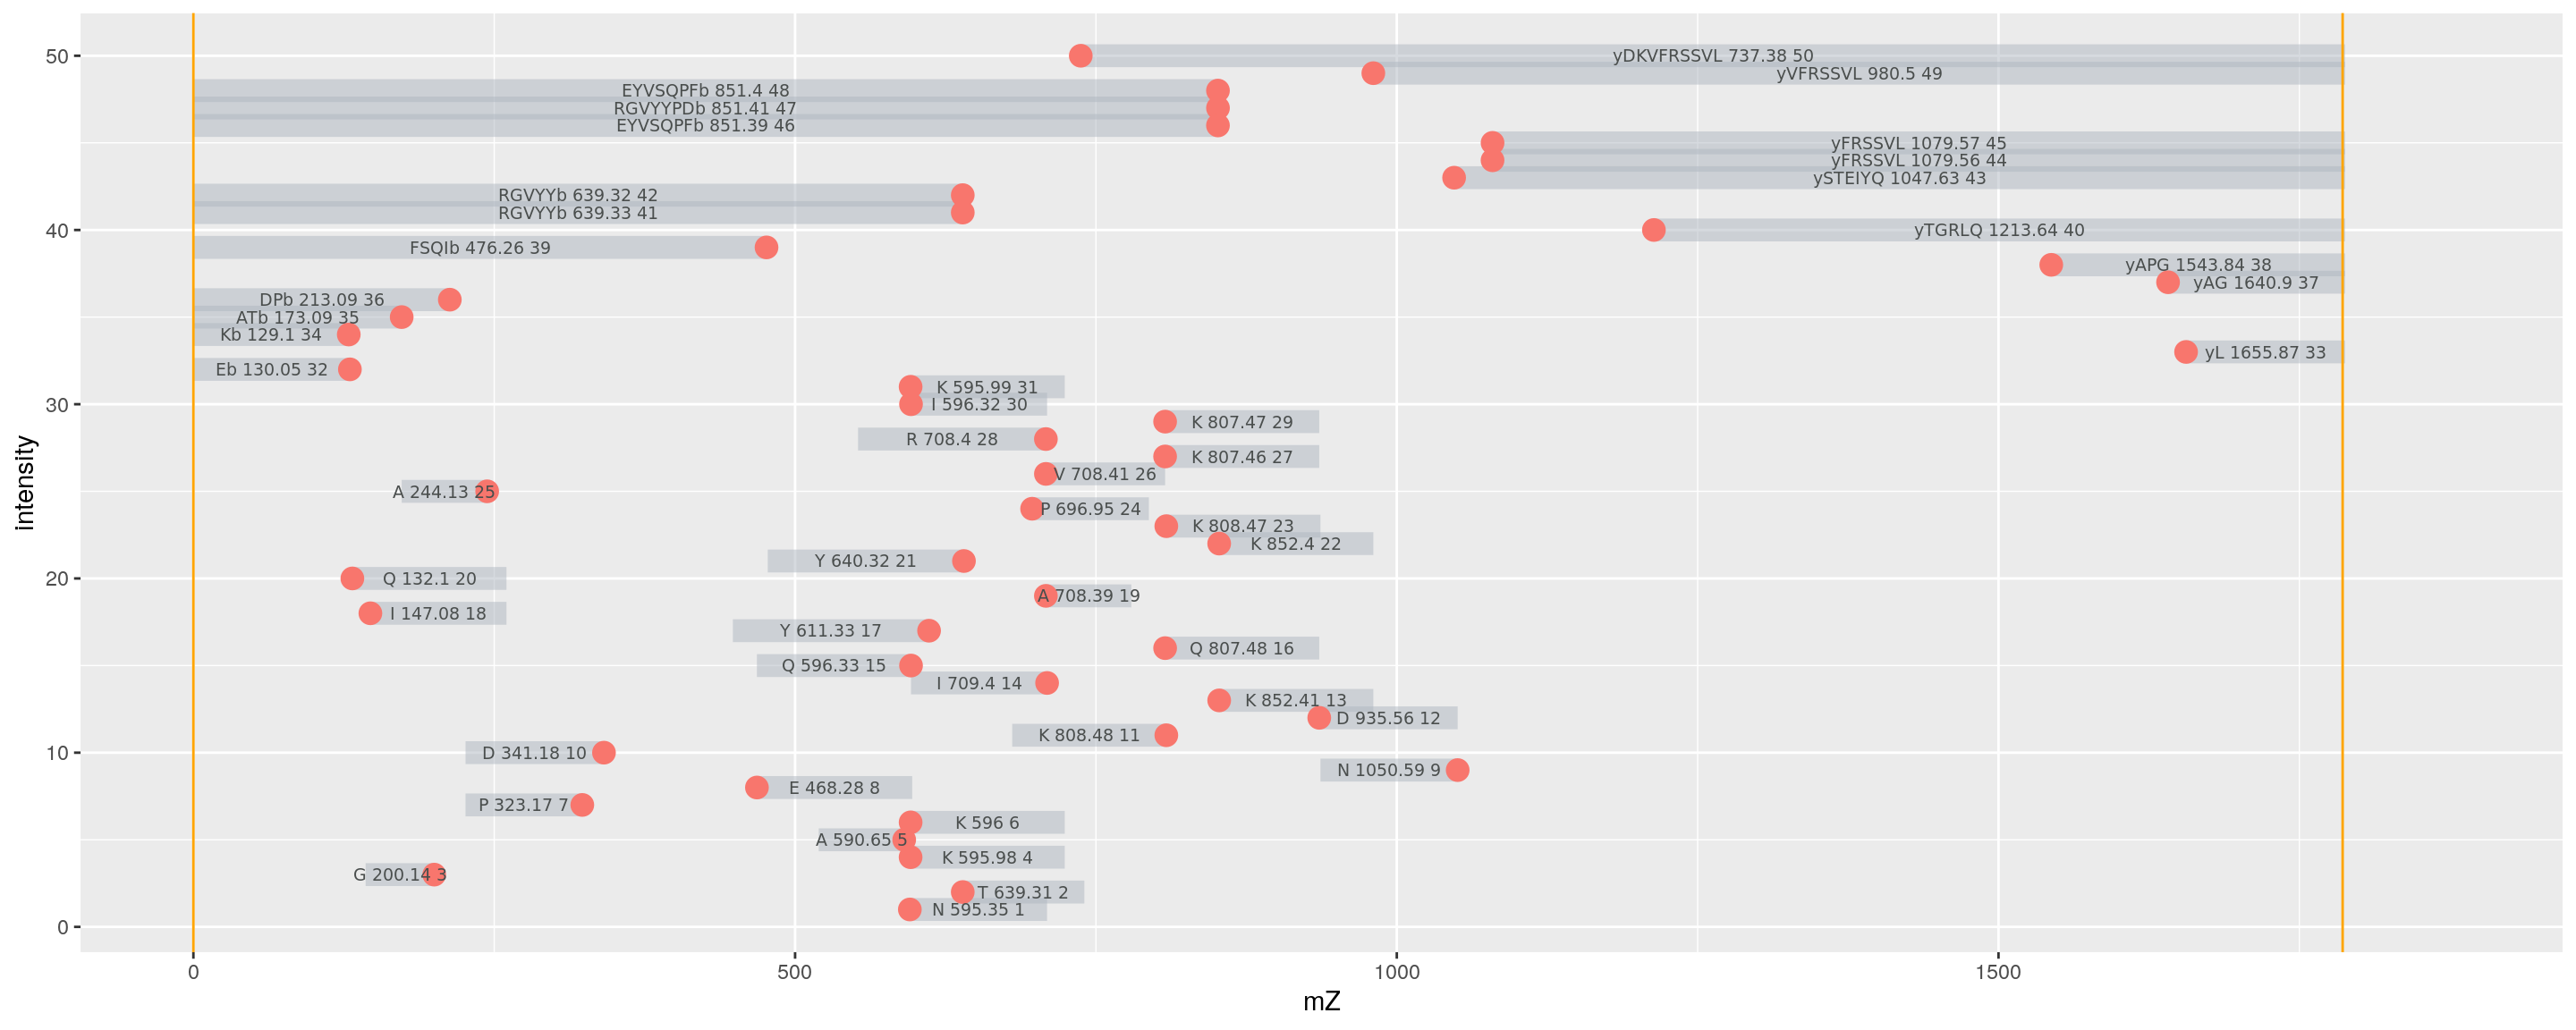 50
yDKVFRSSVL 737.38 50
yVFRSSVL 980.5 49
EYVSQPFb 851.4 48
RGVYYPDb 851.41 47
EYVSQPFb 851.39 46
yFRSSVL 1079.57 45
yFRSSVL 1079.56 44
ySTEIYQ 1047.63 43
RGVYYb 639.32 42
RGVYYb 639.33 41
40
yTGRLQ 1213.64 40
FSQIb 476.26 39
yAPG 1543.84 38
yAG 1640.9 37
DPb 213.09 36
ATb 173.09 35
Kb 129.1 34
yL 1655.87 33
Eb 130.05 32
K 595.99 31
30
I 596.32 30
K 807.47 29
R 708.4 28
K 807.46 27
V 708.41 26
A 244.13 25
P 696.95 24
K 808.47 23
K 852.4 22
Y 640.32 21
20
Q 132.1 20
A 708.39 19
I 147.08 18
Y 611.33 17
Q 807.48 16
Q 596.33 15
I 709.4 14
K 852.41 13
D 935.56 12
K 808.48 11
10
D 341.18 10
N 1050.59 9
E 468.28 8
P 323.17 7
K 596 6
A 590.65 5
K 595.98 4
G 200.14 3
T 639.31 2
N 595.35 1
0
intensity
0 500 1000 1500
mZ